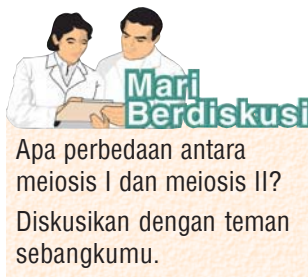 Mari
Berdiskusi
Apa perbedaan antara
meiosis I dan meiosis II?
Diskusikan dengan teman
sebangkumu.